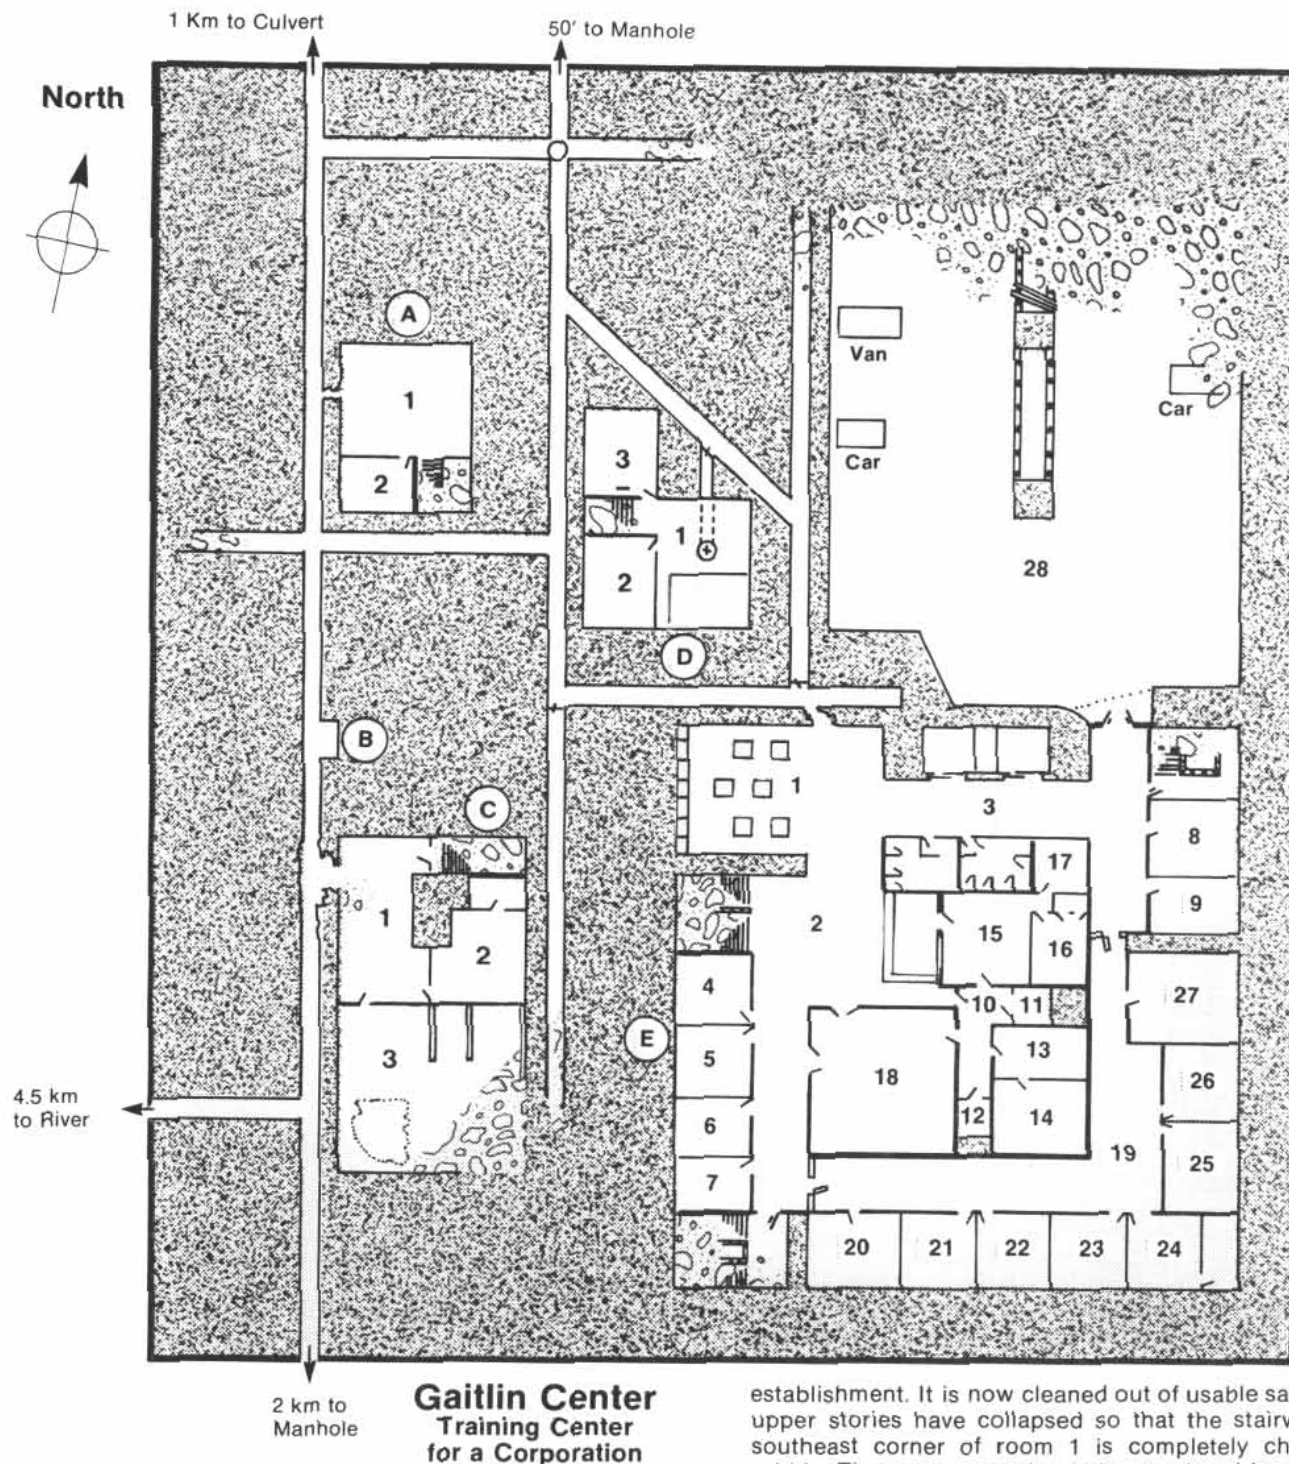 1 Km to Culvert
50' to Manhole
North
A
1
2
Van
Car
Car
3
1
2
28
D
B
C
1
3
8
17
9
2
15
16
1
2
4
10
11
27
E
5
13
18
26
3
4.5 km
to River
6
12
14
19
25
7
20
21
22
23
24
2 km to
Manhole
Gaitlin Center
Training Center
for a Corporation
establishment. It is now cleaned out of usable sa
upper stories have collapsed so that the stairw
southeast corner of room 1 is completely ch